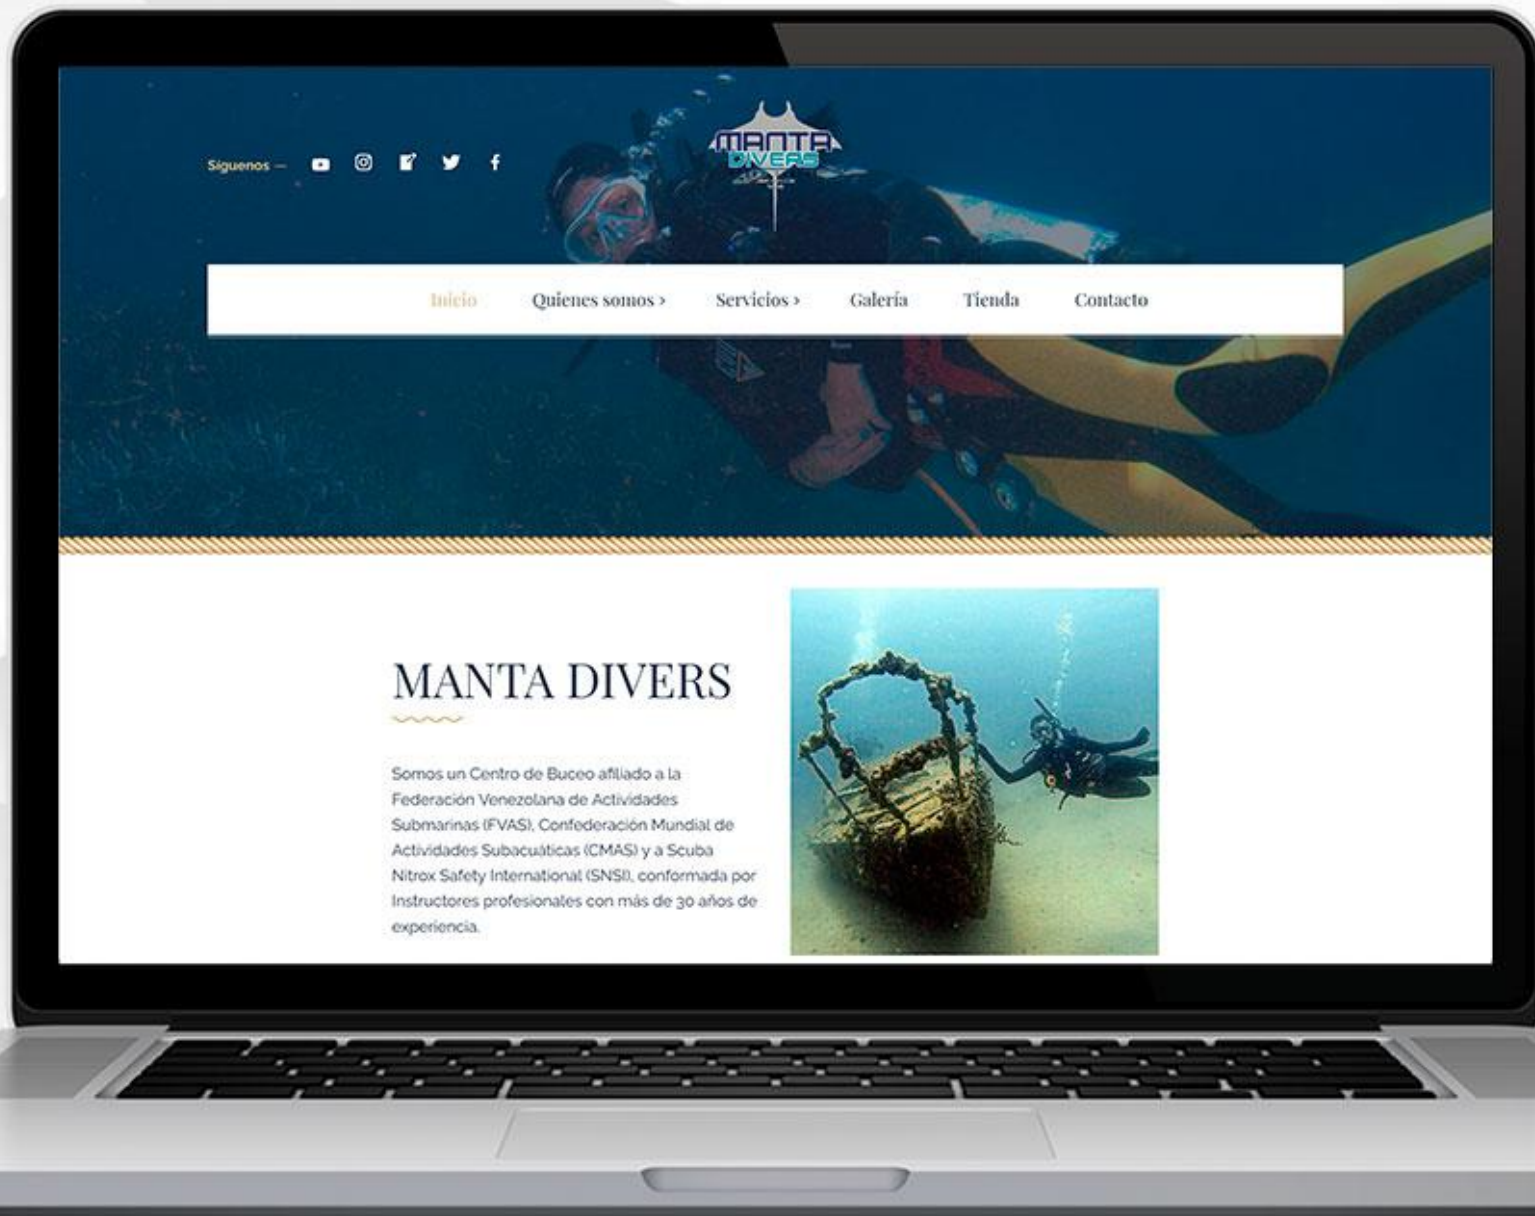 Síguenos —
MANTA
DIVERS
Inicio
Quienes somos ›
Servicios ›
Galería
Tienda
Contacto
MANTA DIVERS
Somos un Centro de Buceo afiliado a la
Federación Venezolana de Actividades
Submarinas (FVAS), Confederación Mundial de
Actividades Subacuáticas (CMAS) y a Scuba
Nitrox Safety International (SNSI), conformada por
Instructores profesionales con más de 30 años de
experiencia.